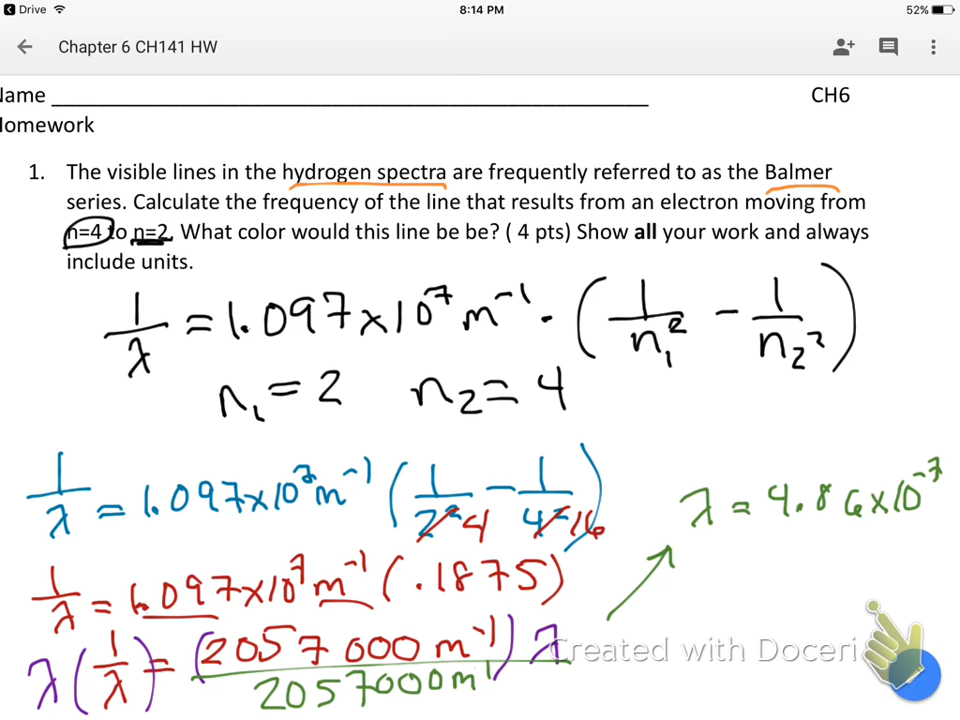 Drive 8:14 PM 52%
Chapter 6 CH141 HW
Name ____________________ CH6
Homework
1. The visible lines in the hydrogen spectra are frequently referred to as the Balmer
series. Calculate the frequency of the line that results from an electron moving from
n=4 to n=2. What color would this line be be? ( 4 pts) Show all your work and always
include units.
1/λ = 1.097x10⁷ m⁻¹ · (1/n₁² - 1/n₂²)
n₁ = 2 n₂ = 4
1/λ = 1.097x10⁷ m⁻¹ (1/2² 4 - 1/4² 16)
λ = 4.86x10⁻⁷
1/λ = 1.097x10⁷ m⁻¹ (.1875)
λ(1/λ) = (2057000 m⁻¹) λ
2057000 m⁻¹
Created with Doceri